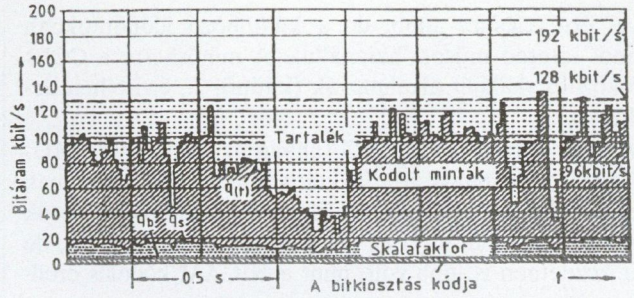 Bitáram kbit/s
200
180
160
140
120
100
80
60
40
20
0
192 kbit/s
128 kbit/s
Tartalék
q(t)
Kódolt minták
96kbit/s
qb
qs
Skálafaktor
0.5 s
A bitkiosztás kódja
t